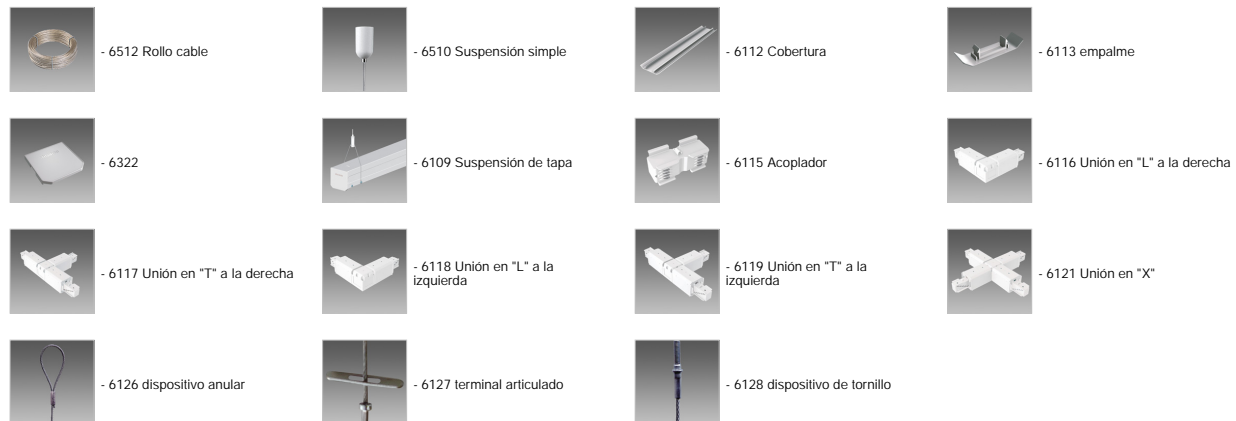 - 6512 Rollo cable
- 6510 Suspensión simple
- 6112 Cobertura
- 6113 empalme
- 6322
- 6109 Suspensión de tapa
- 6115 Acoplador
- 6116 Unión en "L" a la derecha
- 6117 Unión en "T" a la derecha
- 6118 Unión en "L" a la
izquierda
- 6119 Unión en "T" a la
izquierda
- 6121 Unión en "X"
- 6126 dispositivo anular
- 6127 terminal articulado
- 6128 dispositivo de tornillo